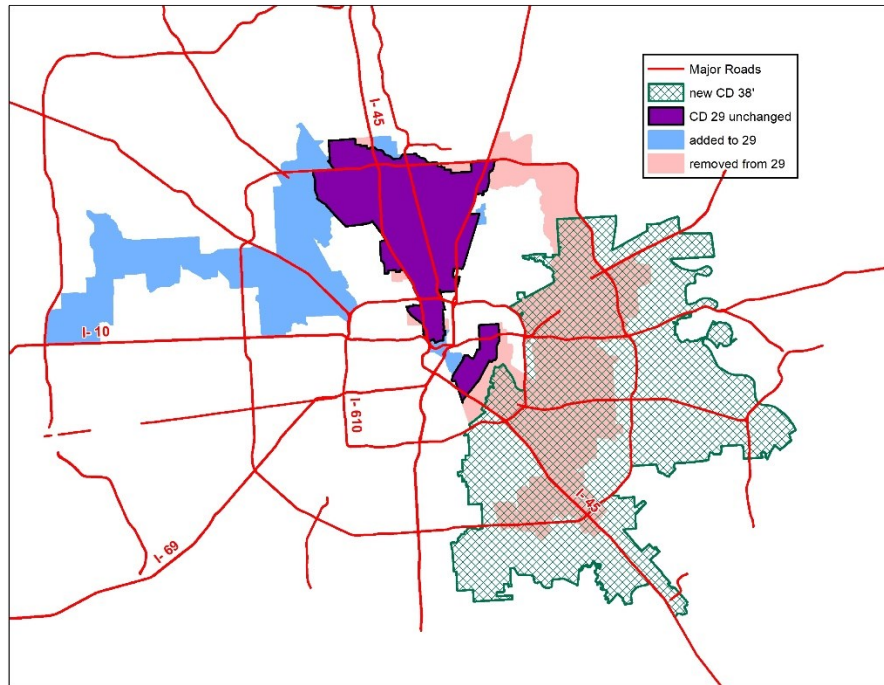 I- 45
Major Roads
new CD 38'
CD 29 unchanged
added to 29
removed from 29
I- 10
I- 610
I- 45
I- 69